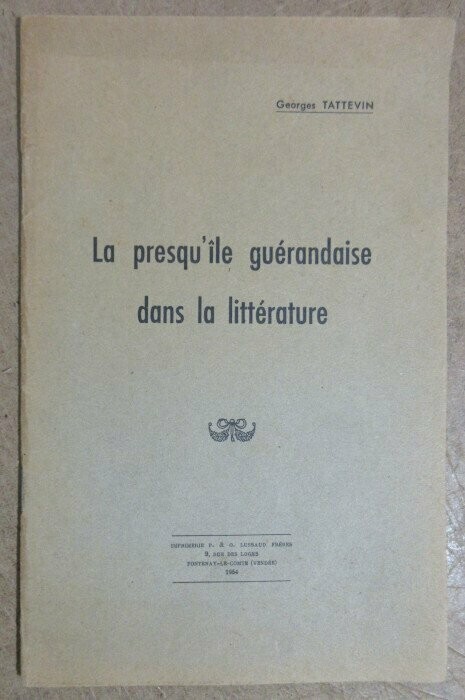 Georges TATTEVIN
La presqu'île guérandaise
dans la littérature
IMPRIMERIE P. & O. LUSSAUD FRÈRES
9, RUE DES LOGES
FONTENAY-LE-COMTE (VENDÉE)
1964